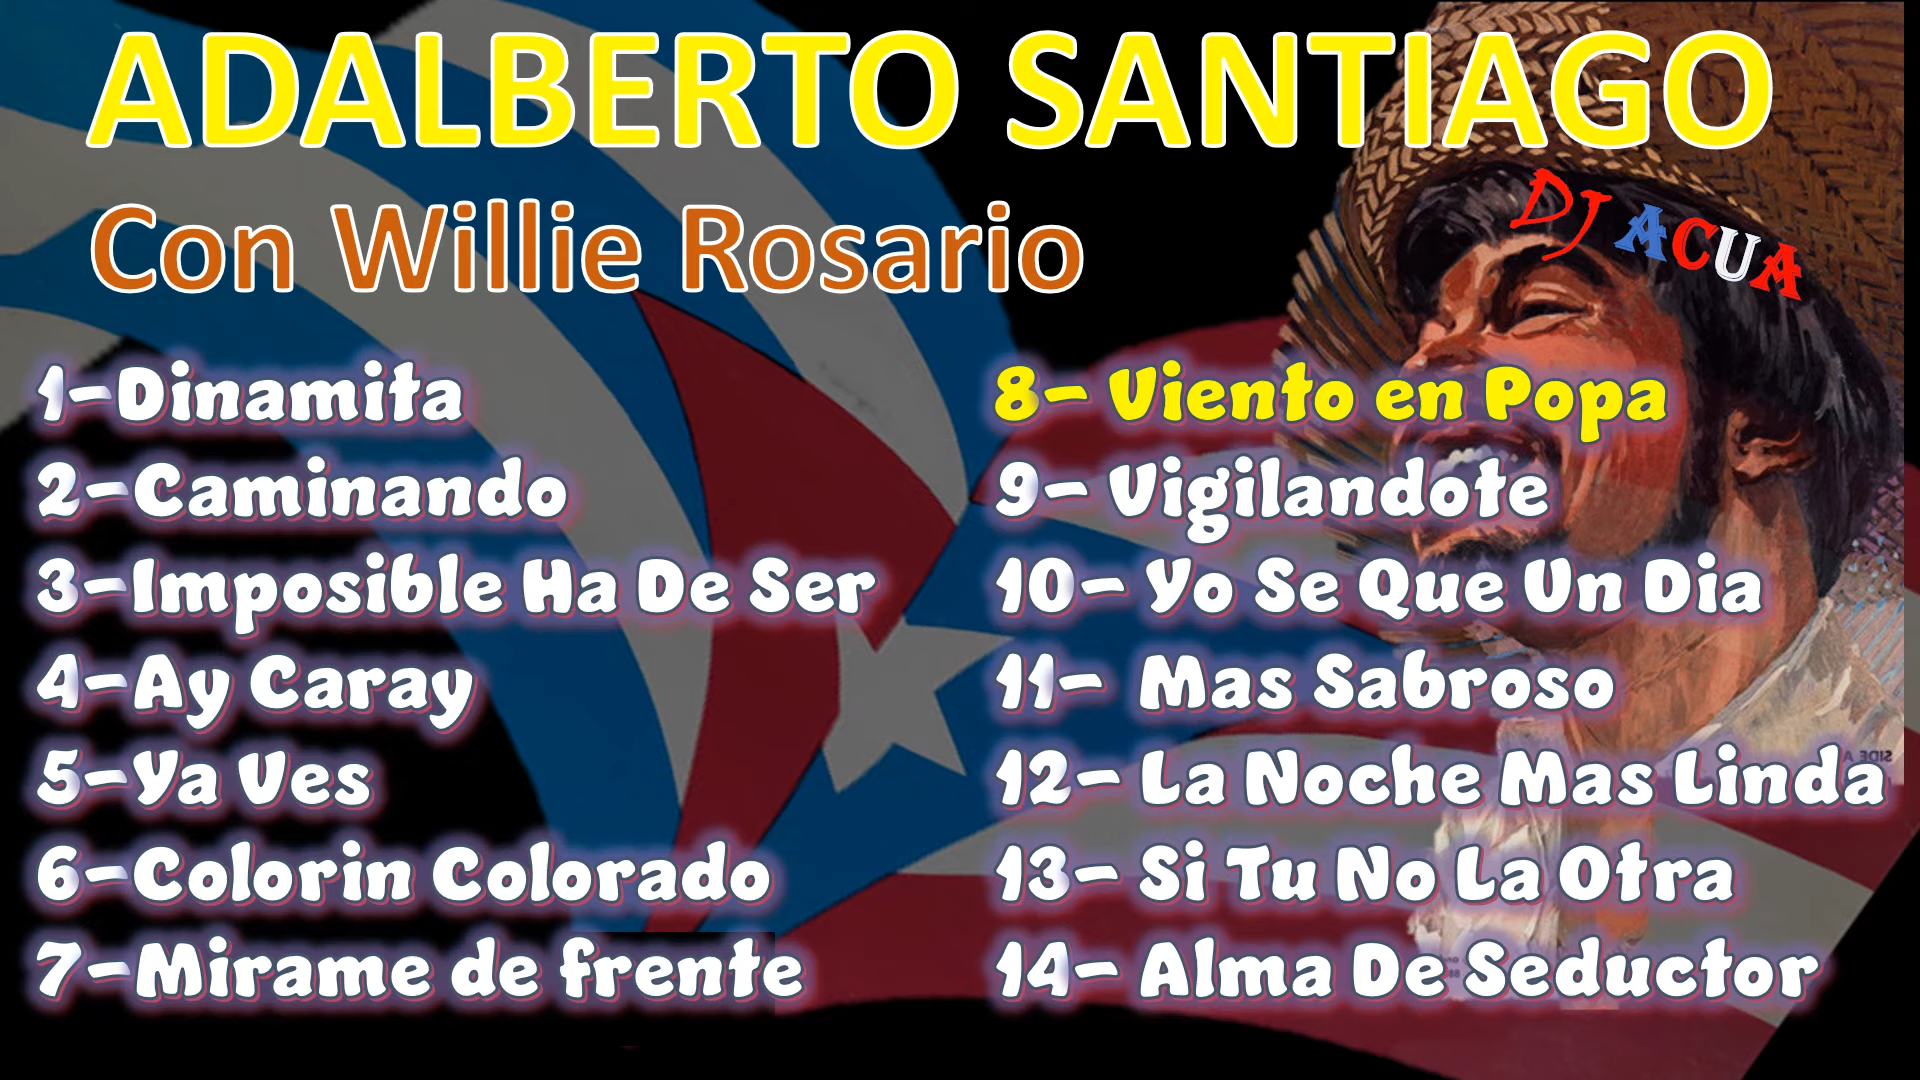 ADALBERTO SANTIAGO
DJ ACUA
Con Willie Rosario
1-Dinamita
2-Caminando
3-Imposible Ha De Ser
4-Ay Caray
5-Ya Ves
6-Colorin Colorado
7-Mirame de frente
8- Viento en Popa
9- Vigilandote
10- Yo Se Que Un Dia
11- Mas Sabroso
12- La Noche Mas Linda
13- Si Tu No La Otra
14- Alma De Seductor
SIDE A